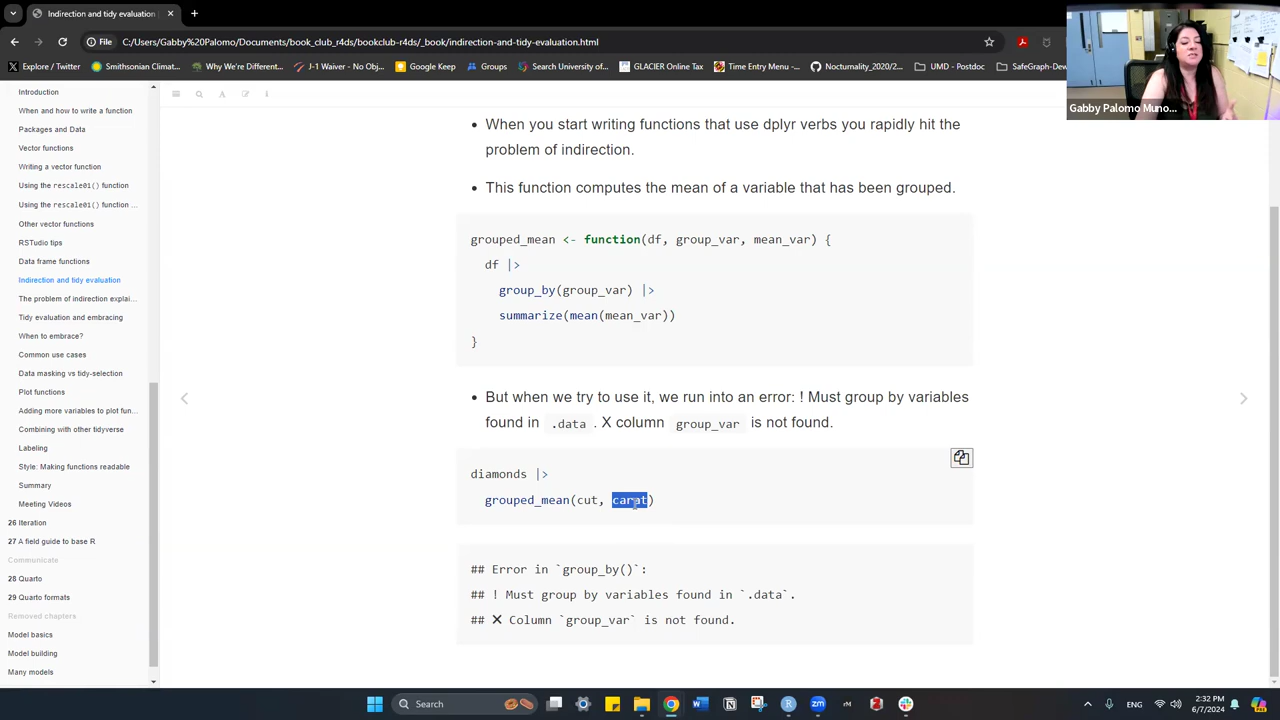 Indirection and tidy evaluation
File
C:/Users/Gabby%20Palomo/Documents/book_club_r4ds/bookclub-r4ds/_book/indirection-and-tidy-evaluation.html
Explore / Twitter
Smithsonian Climat...
Why We're Different...
J-1 Waiver - No Obj...
Google Keep
Google Scholar
GLACIER Online Tax
Time Entry - Menu -...
Nocturnality_2022...
UMD - Postdoc
SafeGraph-Dewey
Gabby Palomo Muno...
Introduction
When and how to write a function
Packages and Data
Vector functions
Writing a vector function
Using the rescale01() function
Using the rescale01() function ...
Other vector functions
RSTudio tips
Data frame functions
Indirection and tidy evaluation
The problem of indirection explai...
Tidy evaluation and embracing
When to embrace?
Common use cases
Data masking vs tidy-selection
Plot functions
Adding more variables to plot fun...
Combining with other tidyverse
Labeling
Style: Making functions readable
Summary
Meeting Videos
26 Iteration
27 A field guide to base R
Communicate
28 Quarto
29 Quarto formats
Removed chapters
Model basics
Model building
Many models
• When you start writing functions that use dplyr verbs you rapidly hit the
problem of indirection.
• This function computes the mean of a variable that has been grouped.
grouped_mean <- function(df, group_var, mean_var) {
df |>
group_by(group_var) |>
summarize(mean(mean_var))
}
• But when we try to use it, we run into an error: ! Must group by variables
found in .data . X column group_var is not found.
diamonds |>
grouped_mean(cut, carat)
## Error in `group_by()`:
## ! Must group by variables found in `.data`.
## ✖ Column `group_var` is not found.
Search
ENG
2:32 PM
6/7/2024